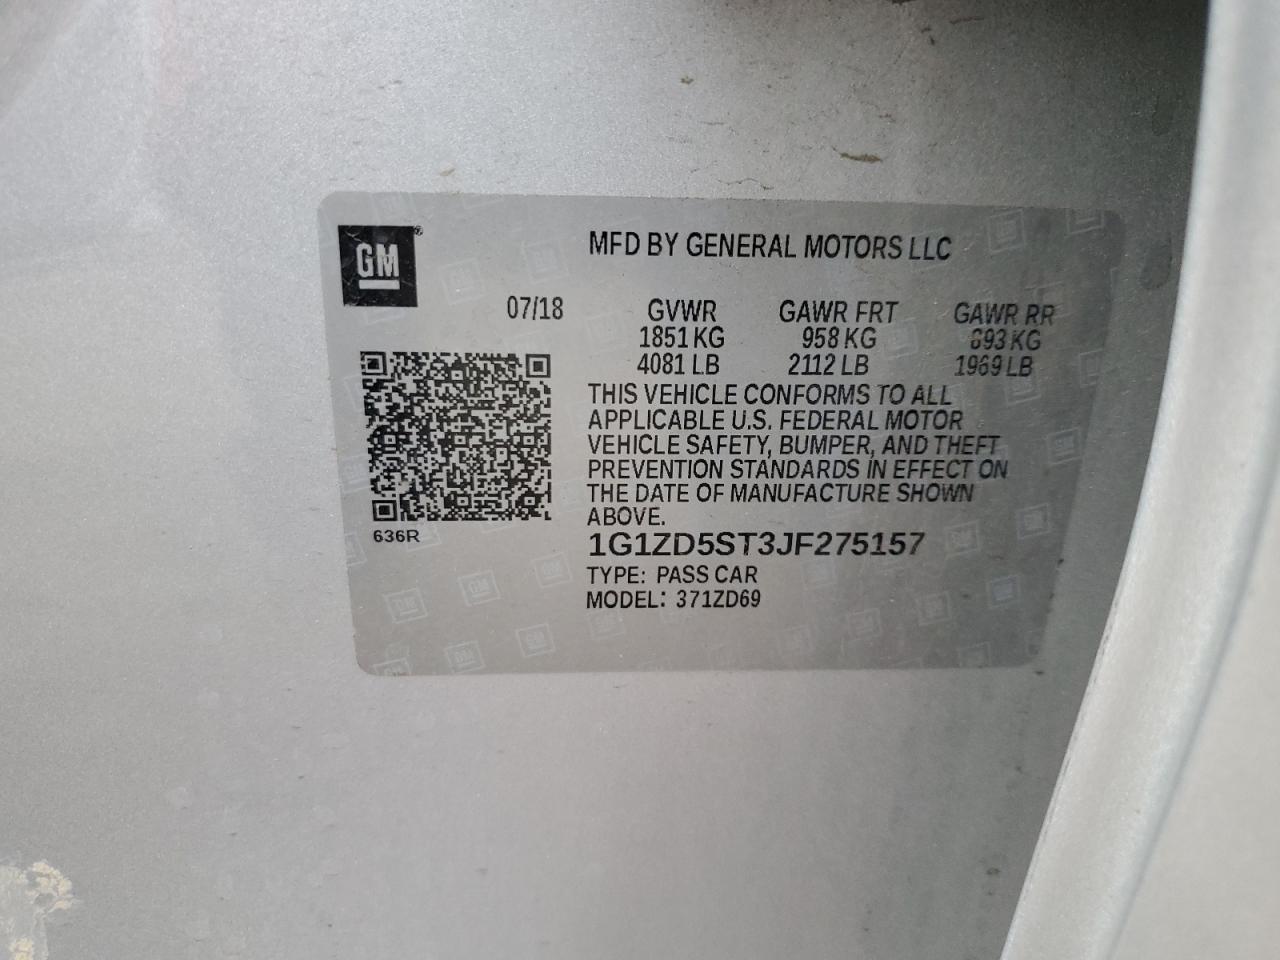 GM
MFD BY GENERAL MOTORS LLC
07/18 GVWR GAWR FRT GAWR RR
1851 KG 958 KG 893 KG
4081 LB 2112 LB 1969 LB
THIS VEHICLE CONFORMS TO ALL
APPLICABLE U.S. FEDERAL MOTOR
VEHICLE SAFETY, BUMPER, AND THEFT
PREVENTION STANDARDS IN EFFECT ON
THE DATE OF MANUFACTURE SHOWN
ABOVE.
636R
1G1ZD5ST3JF275157
TYPE: PASS CAR
MODEL: 371ZD69